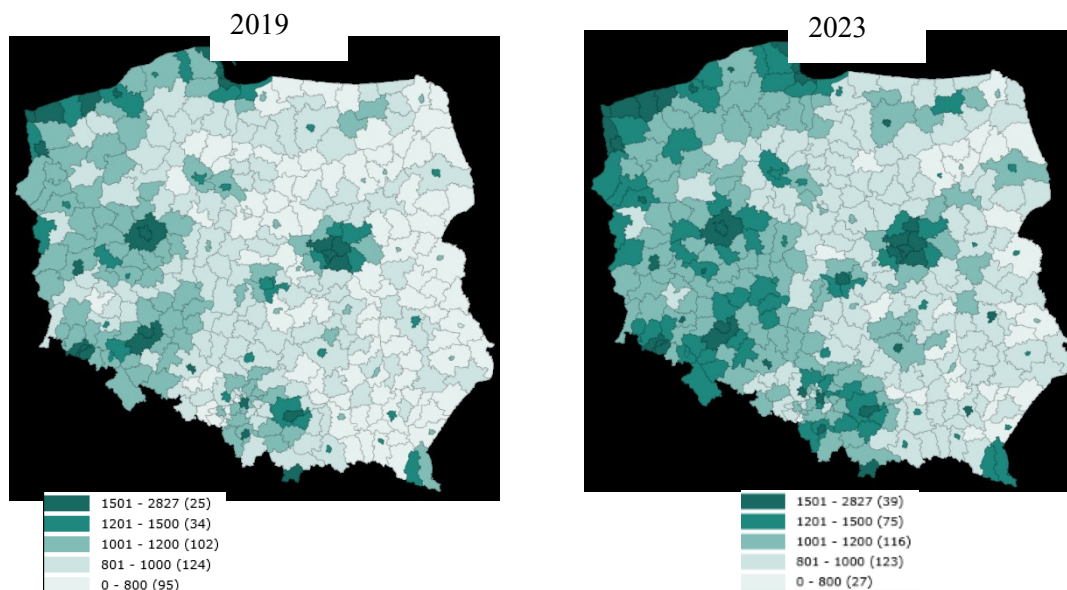 2019
2023
1501 - 2827 (25)
1201 - 1500 (34)
1001 - 1200 (102)
801 - 1000 (124)
0 - 800 (95)
1501 - 2827 (39)
1201 - 1500 (75)
1001 - 1200 (116)
801 - 1000 (123)
0 - 800 (27)